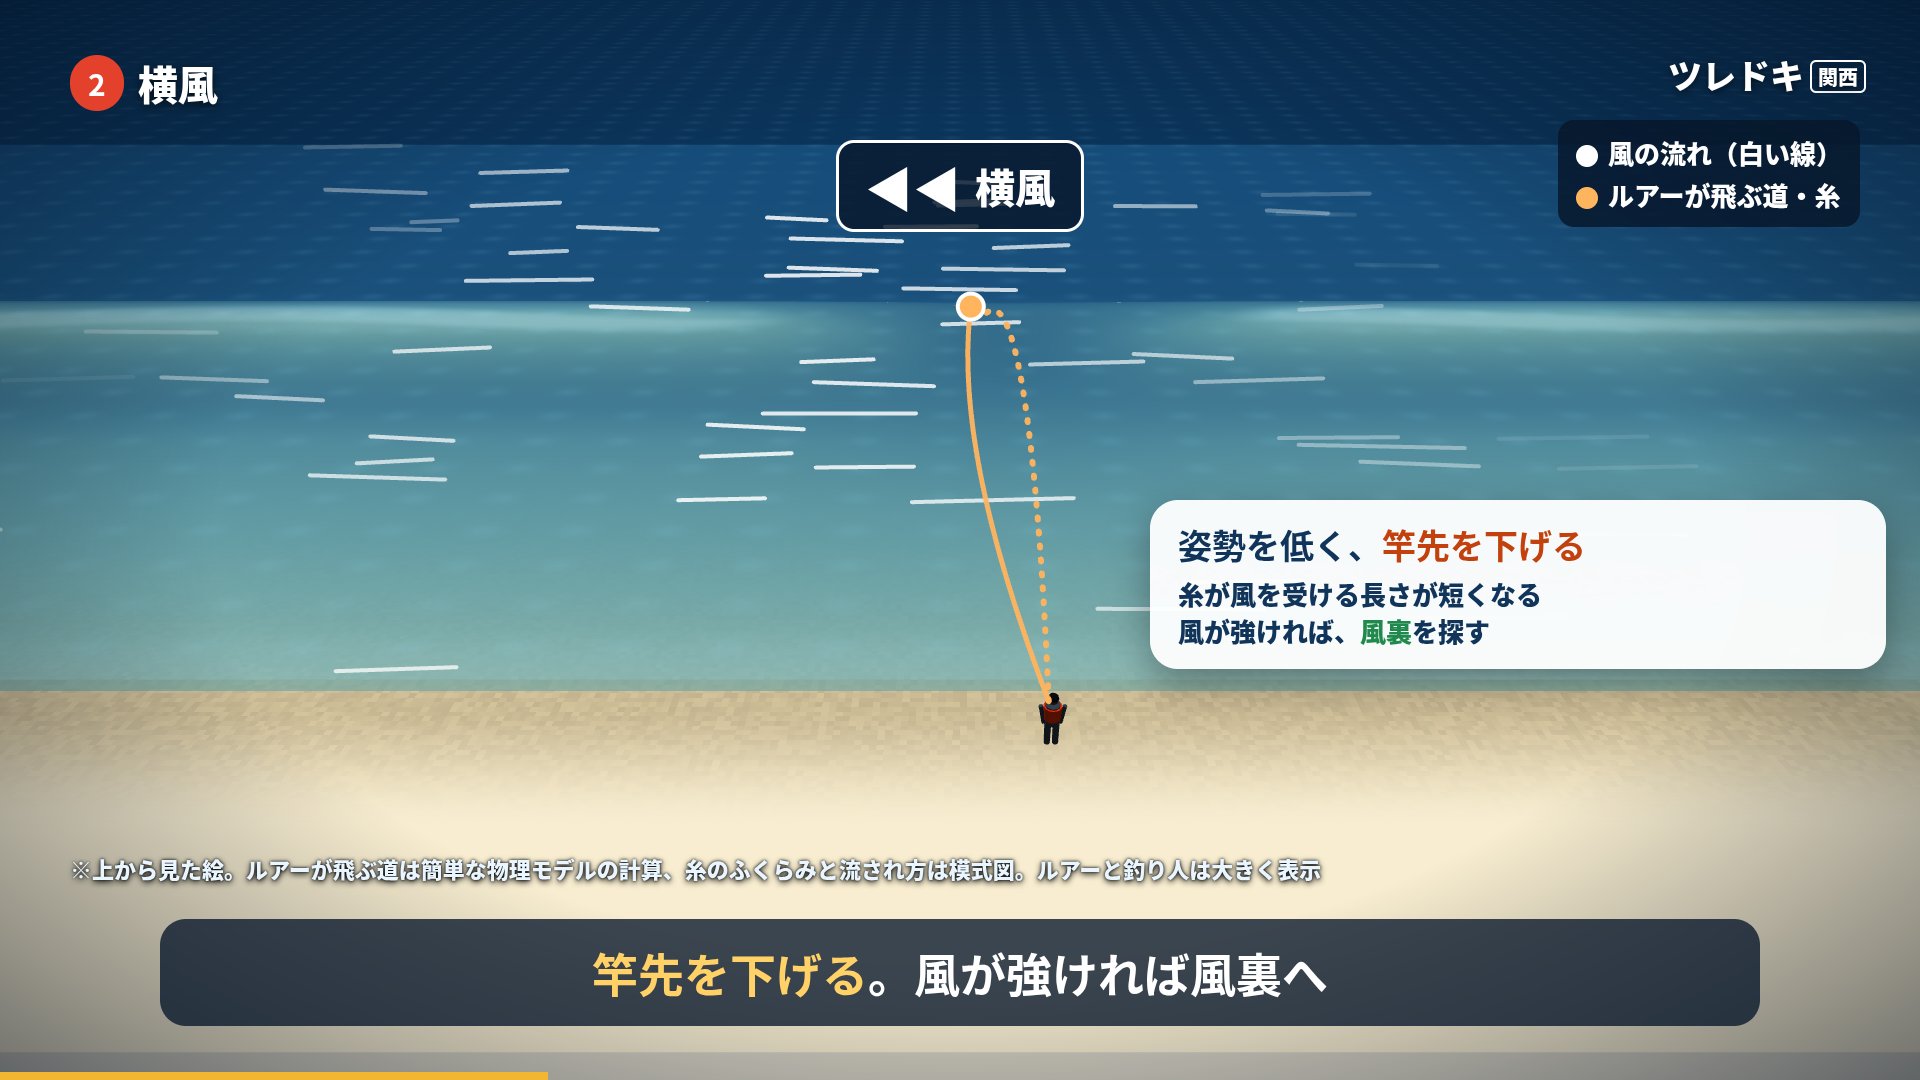 2 横風
ツレドキ 関西
風の流れ（白い線）
ルアーが飛ぶ道・糸
◀◀ 横風
姿勢を低く、竿先を下げる
糸が風を受ける長さが短くなる
風が強ければ、風裏を探す
※上から見た絵。ルアーが飛ぶ道は簡単な物理モデルの計算、糸のふくらみと流され方は模式図。ルアーと釣り人は大きく表示
竿先を下げる。風が強ければ風裏へ